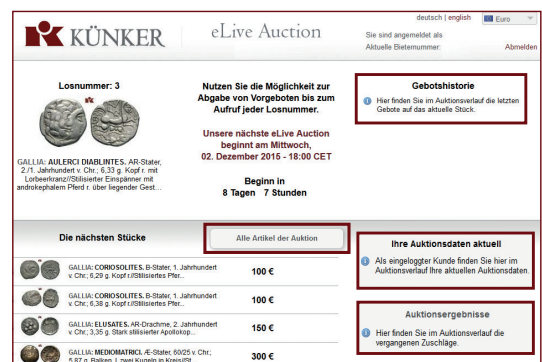 deutsch | english Euro
KÜNKER eLive Auction
Sie sind angemeldet als
Aktuelle Bieternummer: Abmelden
Losnummer: 3
GALLIA: AULERCI DIABLINTES. AR-Stater,
2./1. Jahrhundert v. Chr.; 6,33 g. Kopf r. mit
Lorbeerkranz//Stilisierter Einspänner mit
androkephalem Pferd r. über liegender Gest...
Nutzen Sie die Möglichkeit zur
Abgabe von Vorgeboten bis zum
Aufruf jeder Losnummer.
Unsere nächste eLive Auction
beginnt am Mittwoch,
02. Dezember 2015 - 18:00 CET
Beginn in
8 Tagen 7 Stunden
Gebotshistorie
Hier finden Sie im Auktionsverlauf die letzten
Gebote auf das aktuelle Stück.
Die nächsten Stücke
Alle Artikel der Auktion
GALLIA: CORIOSOLITES. B-Stater, 1. Jahrhundert
v. Chr.; 6,29 g. Kopf r.//Stilisiertes Pfer...
100 €
GALLIA: CORIOSOLITES. B-Stater, 1. Jahrhundert
v. Chr.; 6,38 g. Kopf r.//Stilisiertes Pfer...
100 €
GALLIA: ELUSATES. AR-Drachme, 2. Jahrhundert
v. Chr.; 3,35 g. Stark stilisierter Apollokop...
150 €
GALLIA: MEDIOMATRICI. Æ-Stater, 60/25 v. Chr.;
5,87 g. Balken, l. zwei Kugeln in Kreis//St...
300 €
Ihre Auktionsdaten aktuell
Als eingeloggter Kunde finden Sie hier im
Auktionsverlauf Ihre aktuellen Auktionsdaten.
Auktionsergebnisse
Hier finden Sie im Auktionsverlauf die
vergangenen Zuschläge.